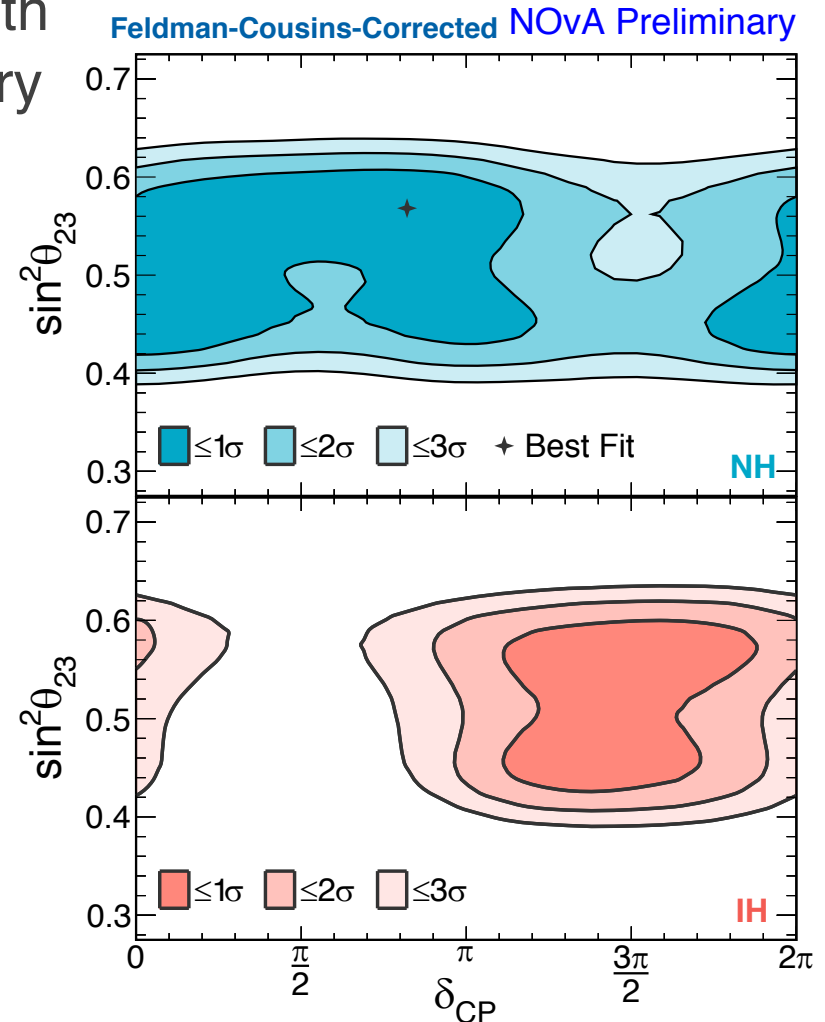 th
ry
Feldman-Cousins-Corrected NOvA Preliminary
0.7
0.6
0.5
0.4
0.3
sin²θ₂₃
≤1σ ≤2σ ≤3σ Best Fit
NH
0.7
0.6
0.5
0.4
0.3
sin²θ₂₃
≤1σ ≤2σ ≤3σ
IH
0 π/2 π 3π/2 2π
δCP